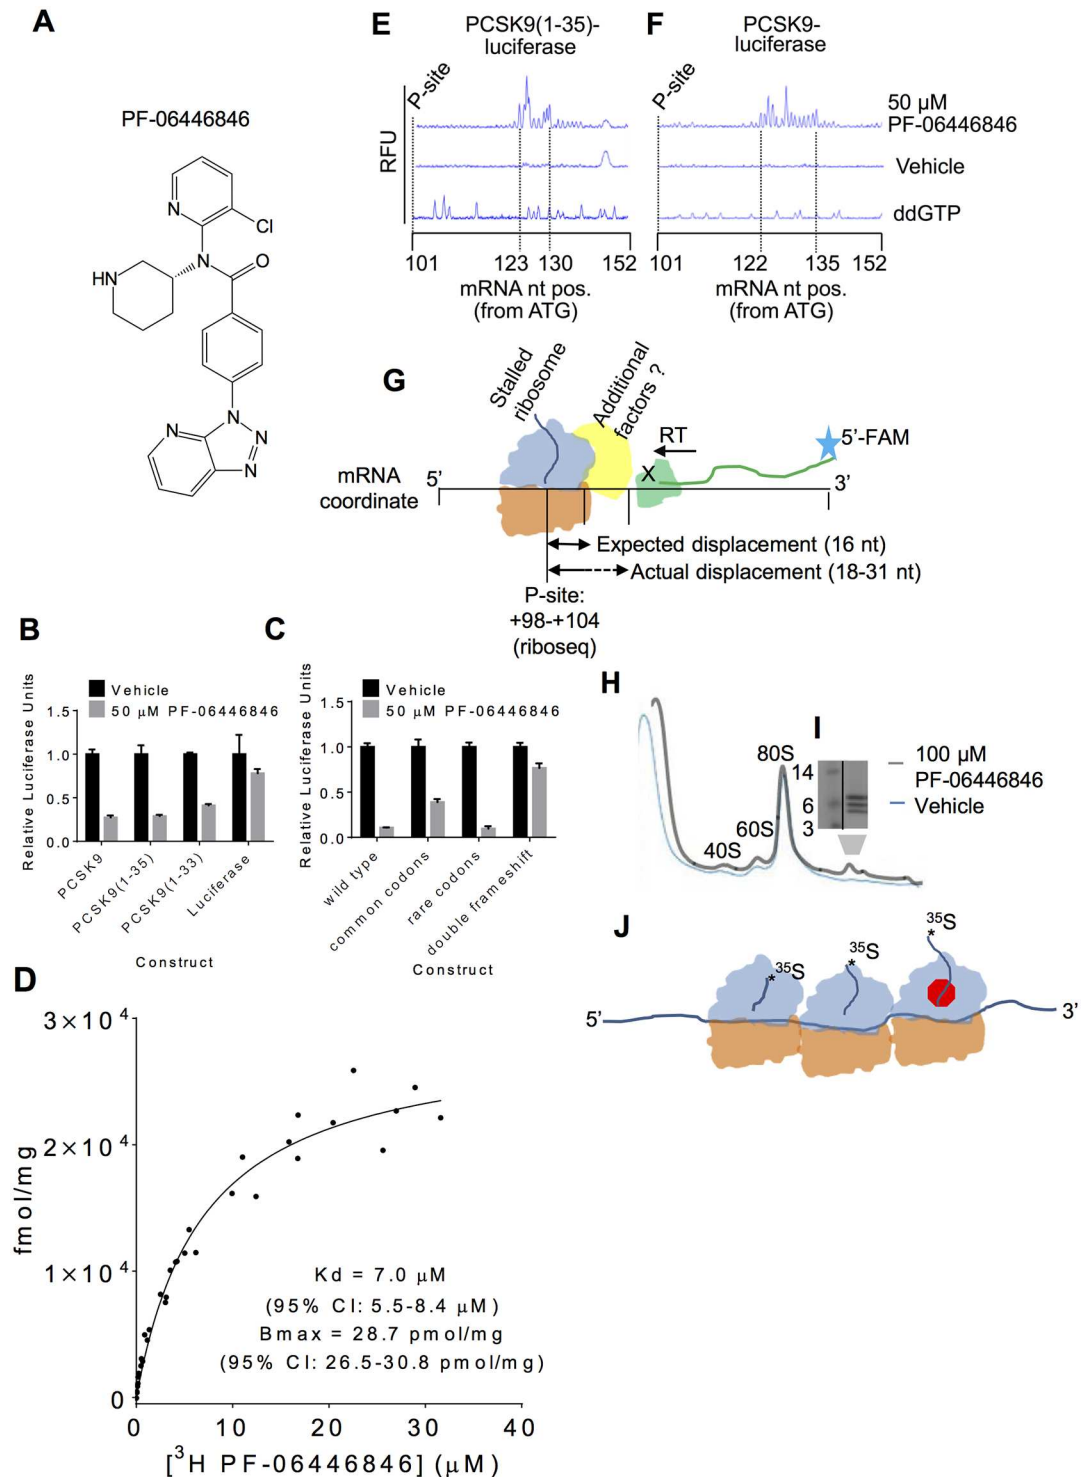 A
PF-06446846
N
Cl
N
O
HN
N
N
N
N
E
PCSK9(1-35)-
luciferase
P-site
RFU
101 123 130 152
mRNA nt pos.
(from ATG)
F
PCSK9-
luciferase
P-site
50 µM
PF-06446846
Vehicle
ddGTP
101 122 135 152
mRNA nt pos.
(from ATG)
G
Stalled
ribosome
Additional
factors ?
RT
X
5'-FAM
mRNA
coordinate
5'
3'
Expected displacement (16 nt)
Actual displacement (18-31 nt)
P-site:
+98-+104
(riboseq)
B
Relative Luciferase Units
Vehicle
50 µM PF-06446846
1.5
1.0
0.5
0.0
PCSK9
PCSK9(1-35)
PCSK9(1-33)
Luciferase
Construct
C
Relative Luciferase Units
Vehicle
50 µM PF-06446846
1.5
1.0
0.5
0.0
wild type
common codons
rare codons
double frameshift
Construct
H
40S
60S
80S
I
14
6
3
100 µM
PF-06446846
Vehicle
J
5'
*35S
35S
*
35S
*
3'
D
fmol/mg
3×10⁴
2×10⁴
1×10⁴
0
Kd = 7.0 µM
(95% CI: 5.5-8.4 µM)
Bmax = 28.7 pmol/mg
(95% CI: 26.5-30.8 pmol/mg)
0 10 20 30 40
[³H PF-06446846] (µM)